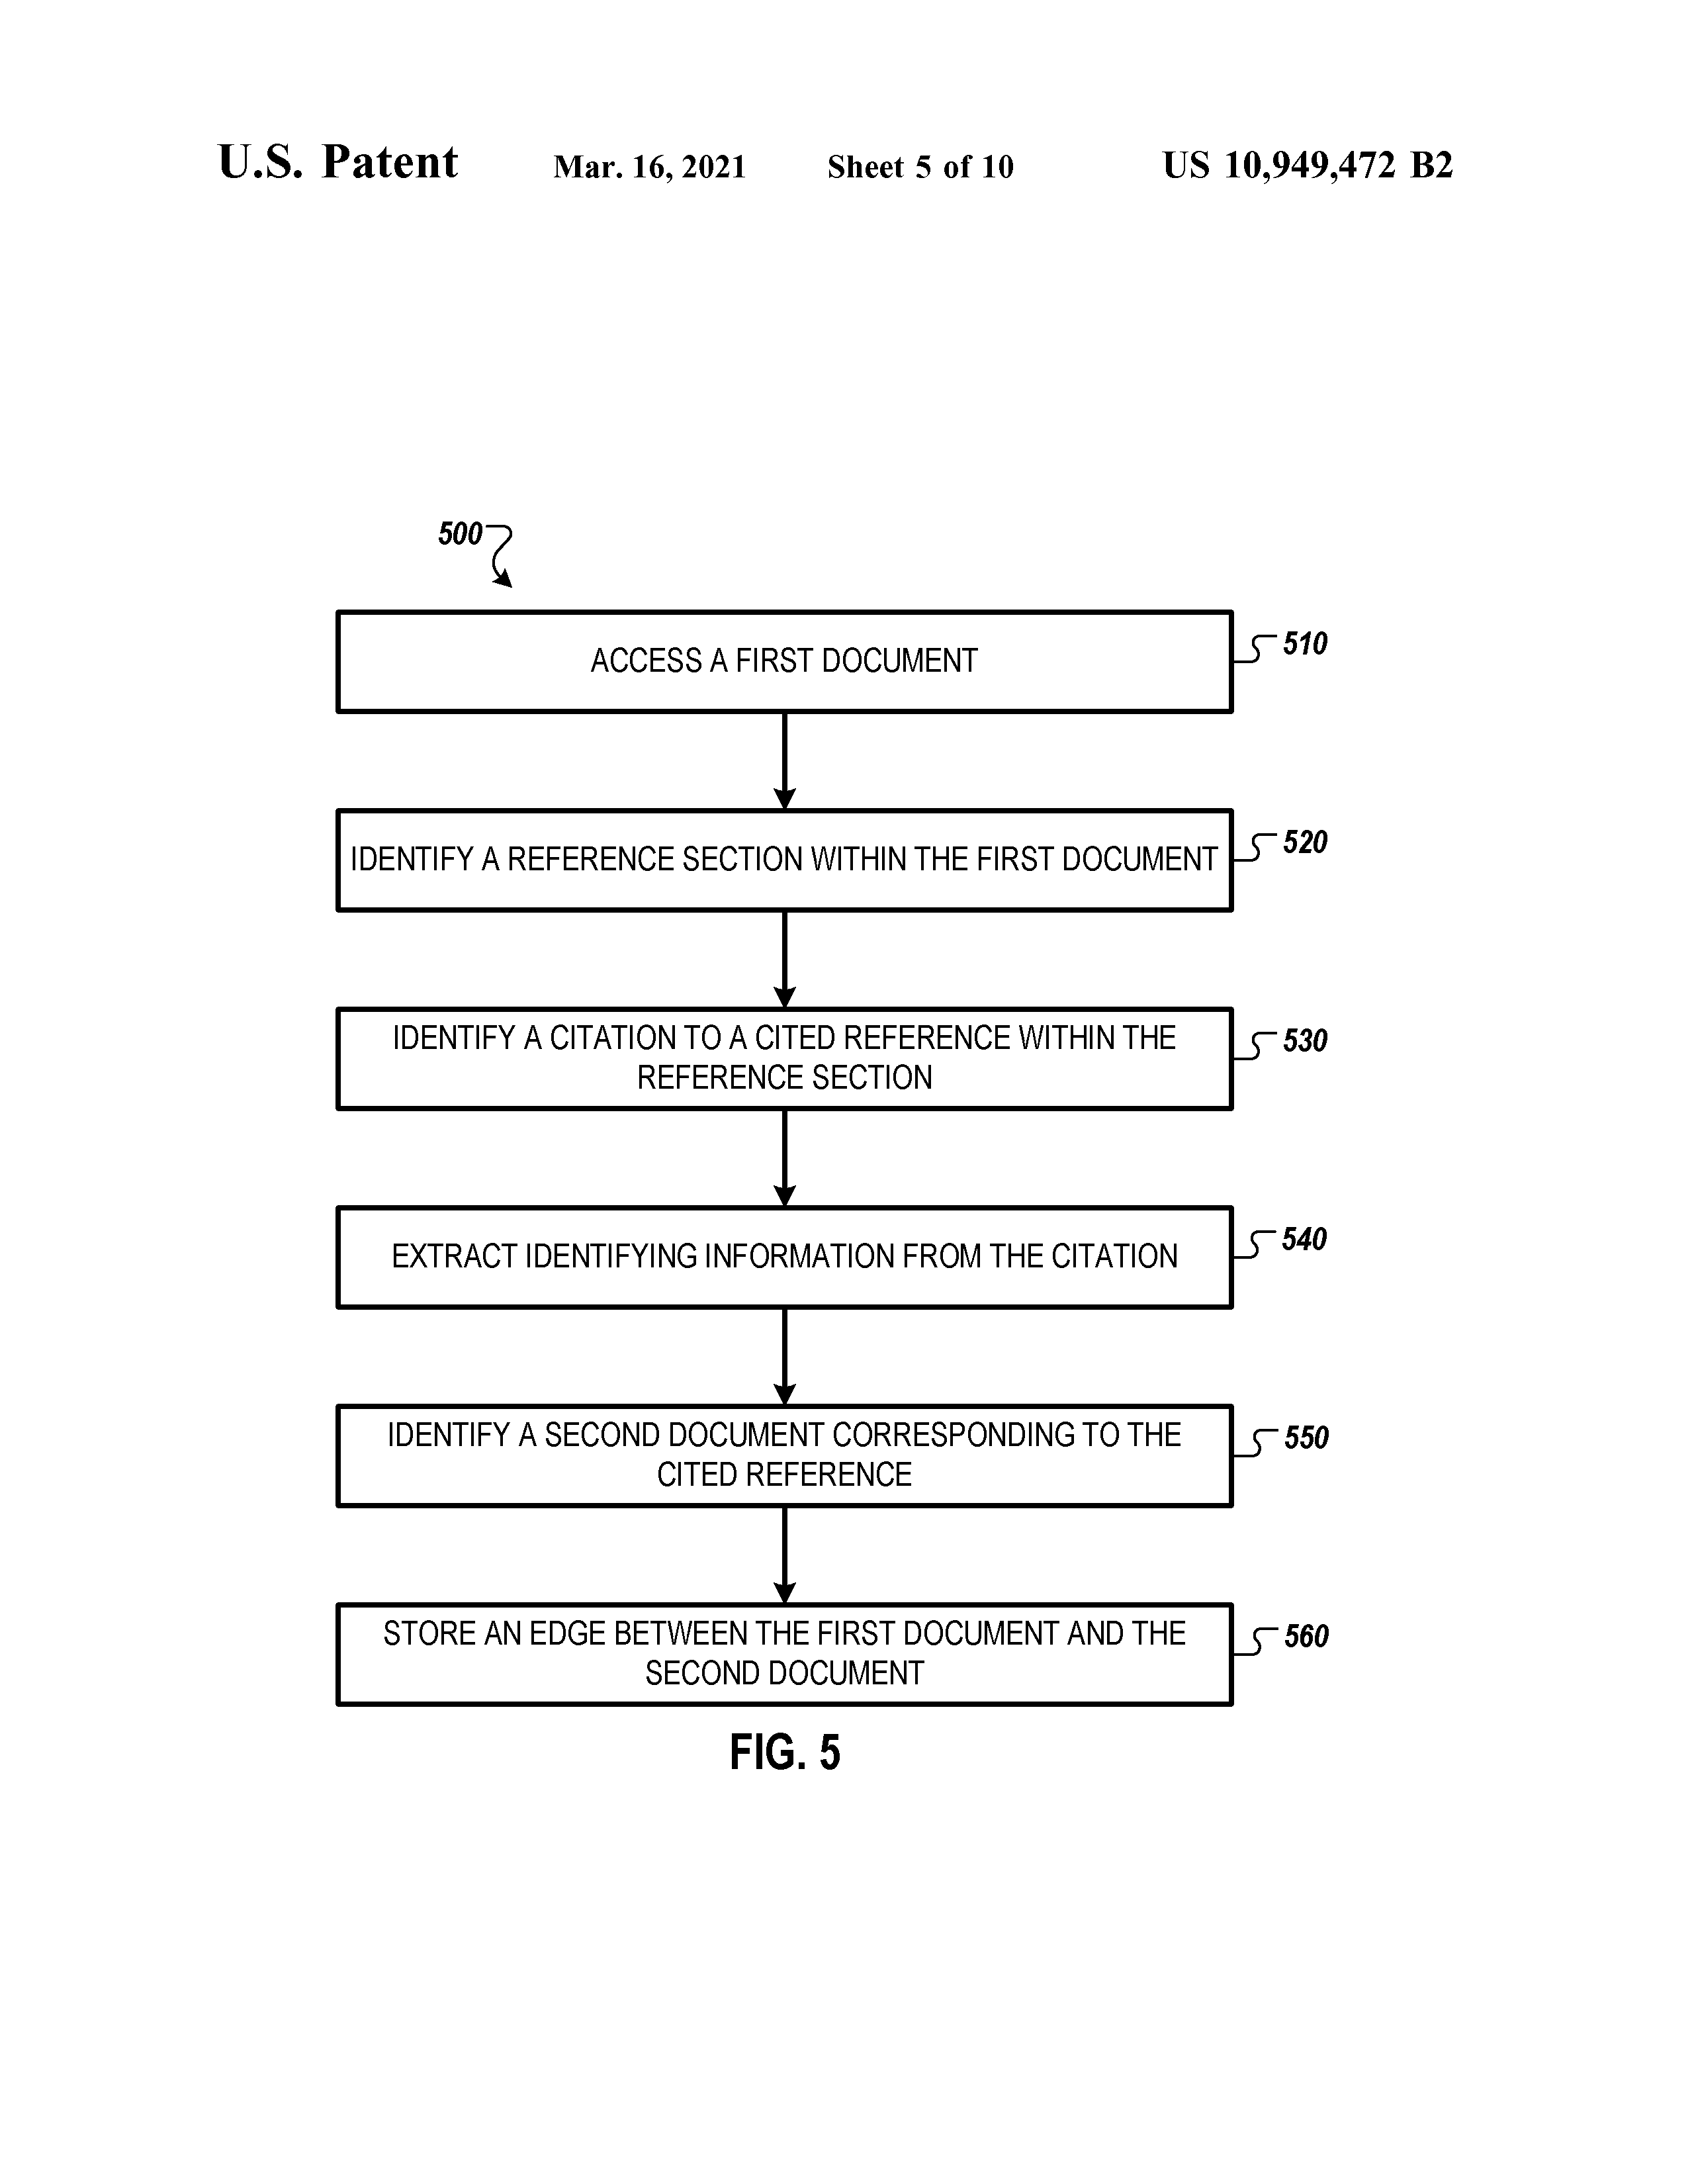 U.S. Patent Mar. 16, 2021 Sheet 5 of 10 US 10,949,472 B2
500
ACCESS A FIRST DOCUMENT 510
IDENTIFY A REFERENCE SECTION WITHIN THE FIRST DOCUMENT 520
IDENTIFY A CITATION TO A CITED REFERENCE WITHIN THE
REFERENCE SECTION
530
EXTRACT IDENTIFYING INFORMATION FROM THE CITATION 540
IDENTIFY A SECOND DOCUMENT CORRESPONDING TO THE
CITED REFERENCE
550
STORE AN EDGE BETWEEN THE FIRST DOCUMENT AND THE
SECOND DOCUMENT
560
FIG. 5